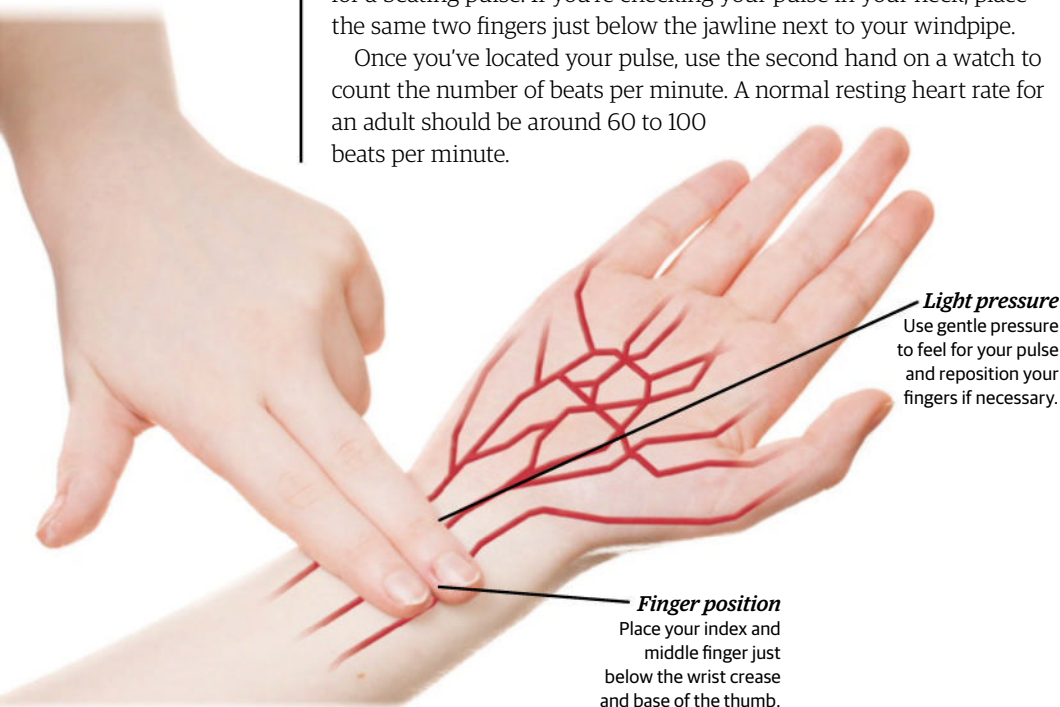 for a beating pulse. If you're checking your pulse in your neck, place
the same two fingers just below the jawline next to your windpipe.
Once you've located your pulse, use the second hand on a watch to
count the number of beats per minute. A normal resting heart rate for
an adult should be around 60 to 100
beats per minute.
Light pressure
Use gentle pressure
to feel for your pulse
and reposition your
fingers if necessary.
Finger position
Place your index and
middle finger just
below the wrist crease
and base of the thumb.